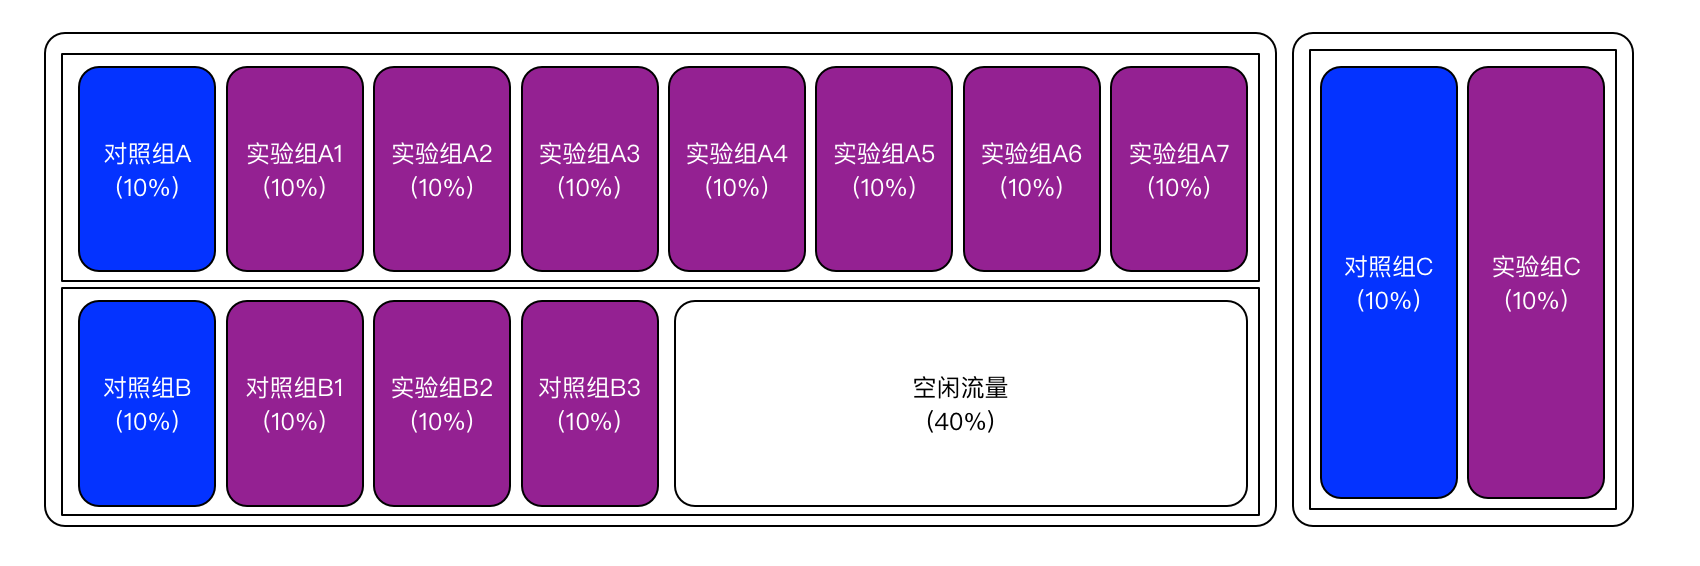 对照组A
(10%)
实验组A1
(10%)
实验组A2
(10%)
实验组A3
(10%)
实验组A4
(10%)
实验组A5
(10%)
实验组A6
(10%)
实验组A7
(10%)
对照组B
(10%)
对照组B1
(10%)
实验组B2
(10%)
对照组B3
(10%)
空闲流量
(40%)
对照组C
(10%)
实验组C
(10%)